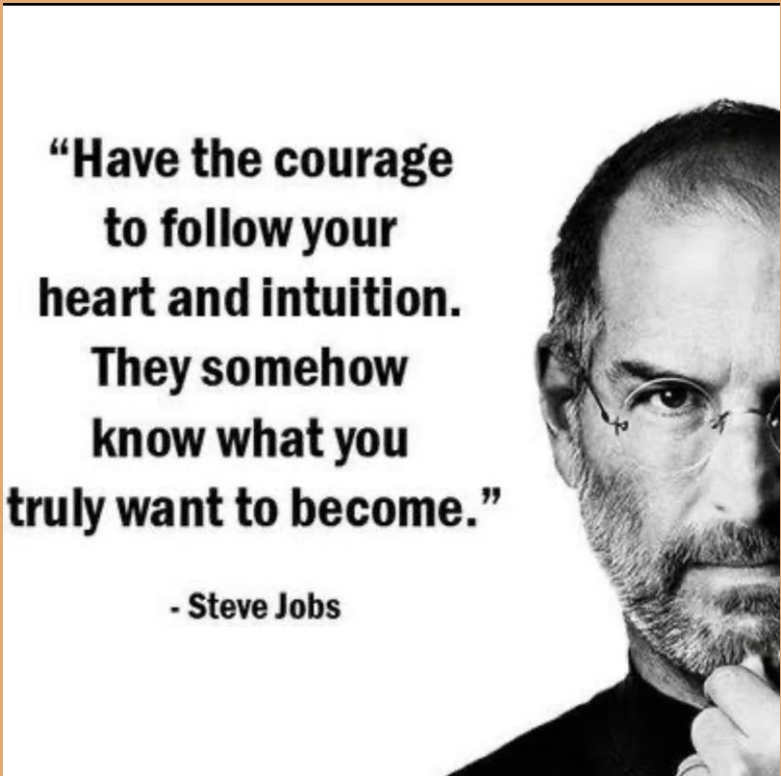 “Have the courage
to follow your
heart and intuition.
They somehow
know what you
truly want to become.”
- Steve Jobs